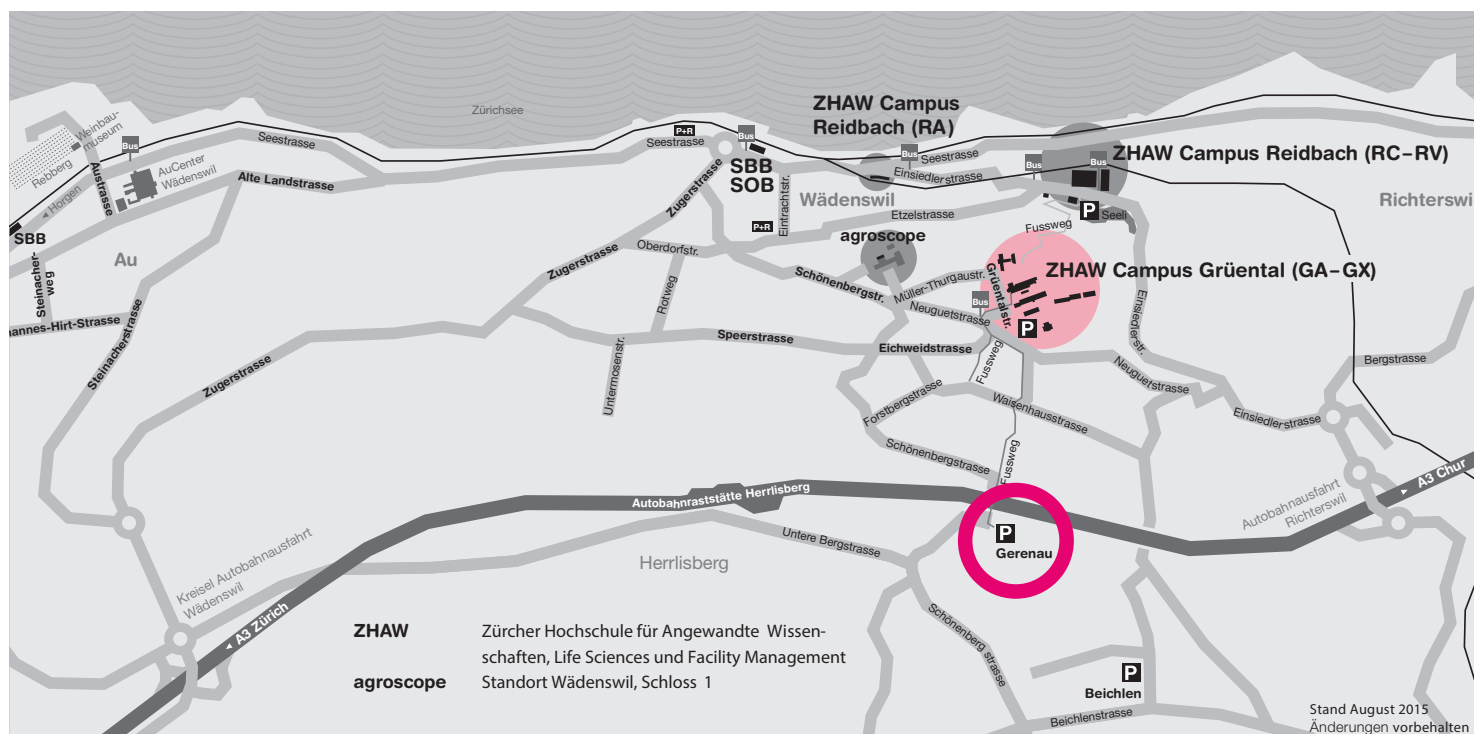 Zürichsee
ZHAW Campus
Reidbach (RA)
P+R
Bus
Seestrasse
Weinbau-
museum
Rebberg
Bus
Seestrasse
AuCenter
Wädenswil
Austrasse
◄ Horgen
Alte Landstrasse
SBB
SOB
Bus
Seestrasse
Einsiedlerstrasse
Bus
Bus
ZHAW Campus Reidbach (RC–RV)
Wädenswil
Richterswi
Eintrachtstr.
Etzelstrasse
P
Seeli
P+R
Fussweg
SBB
Au
Steinacher-
weg
Zugerstrasse
Oberdorfstr.
agroscope
Zugerstrasse
Schönenbergstr.
Müller-Thurgaustr.
Grüentalstr.
ZHAW Campus Grüental (GA–GX)
Bus
Neuguetstrasse
P
Rotweg
annes-Hirt-Strasse
Steinacherstrasse
Speerstrasse
Eichweidstrasse
Fussweg
Einsiedlerstr.
Neuguetstrasse
Bergstrasse
Zugerstrasse
Untermosenstr.
Forstbergstrasse
Waisenhausstrasse
Einsiedlerstrasse
Schönenbergstrasse
Fussweg
Autobahnraststätte Herrlisberg
► A3 Chur
Autobahnausfahrt
Richterswil
Untere Bergstrasse
P
Gerenau
Kreisel Autobahnausfahrt
Wädenswil
Herrlisberg
◄ A3 Zürich
Schönenberg strasse
ZHAW Zürcher Hochschule für Angewandte Wissen-
schaften, Life Sciences und Facility Management
agroscope Standort Wädenswil, Schloss 1
P
Beichlen
Beichlenstrasse
Stand August 2015
Änderungen vorbehalten